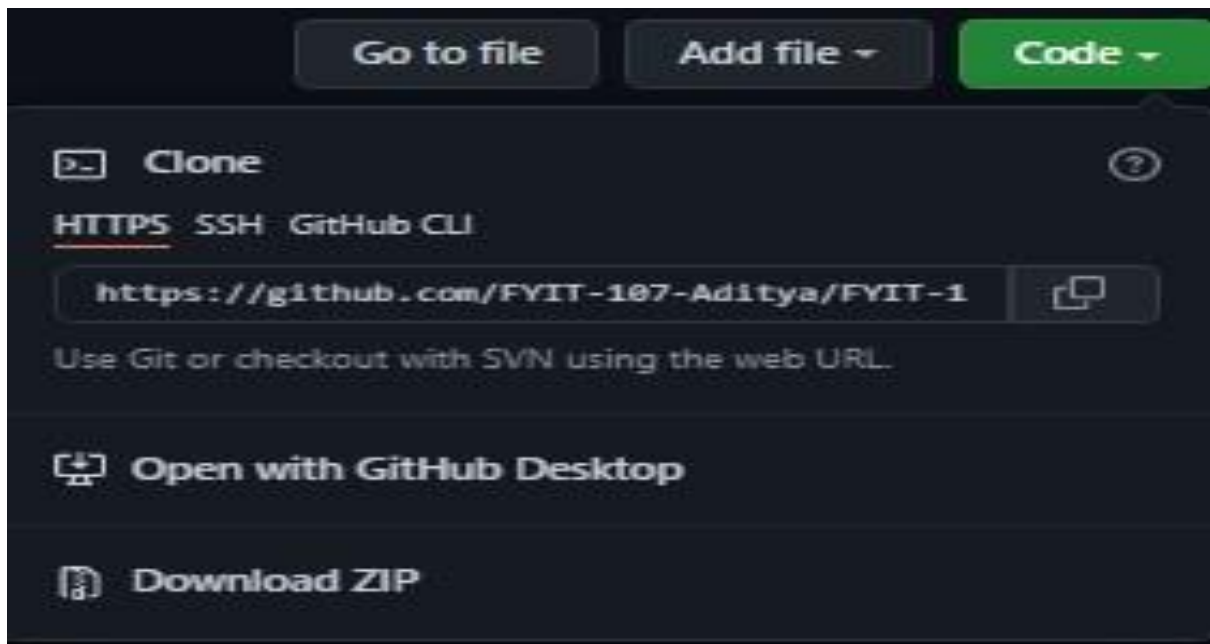 Go to file Add file Code
Clone
HTTPS SSH GitHub CLI
https://github.com/FYIT-107-Aditya/FYIT-1
Use Git or checkout with SVN using the web URL.
Open with GitHub Desktop
Download ZIP